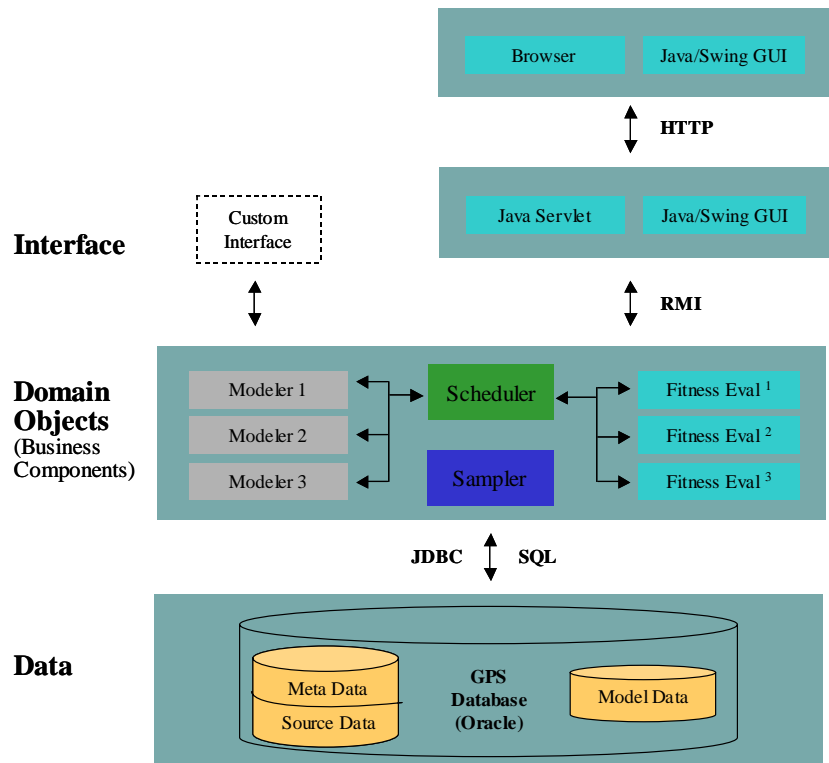 Browser
Java/Swing GUI
HTTP
Interface
Custom
Interface
Java Servlet
Java/Swing GUI
RMI
Domain
Objects
(Business
Components)
Modeler 1
Modeler 2
Modeler 3
Scheduler
Sampler
Fitness Eval 1
Fitness Eval 2
Fitness Eval 3
JDBC
SQL
Data
Meta Data
Source Data
GPS
Database
(Oracle)
Model Data